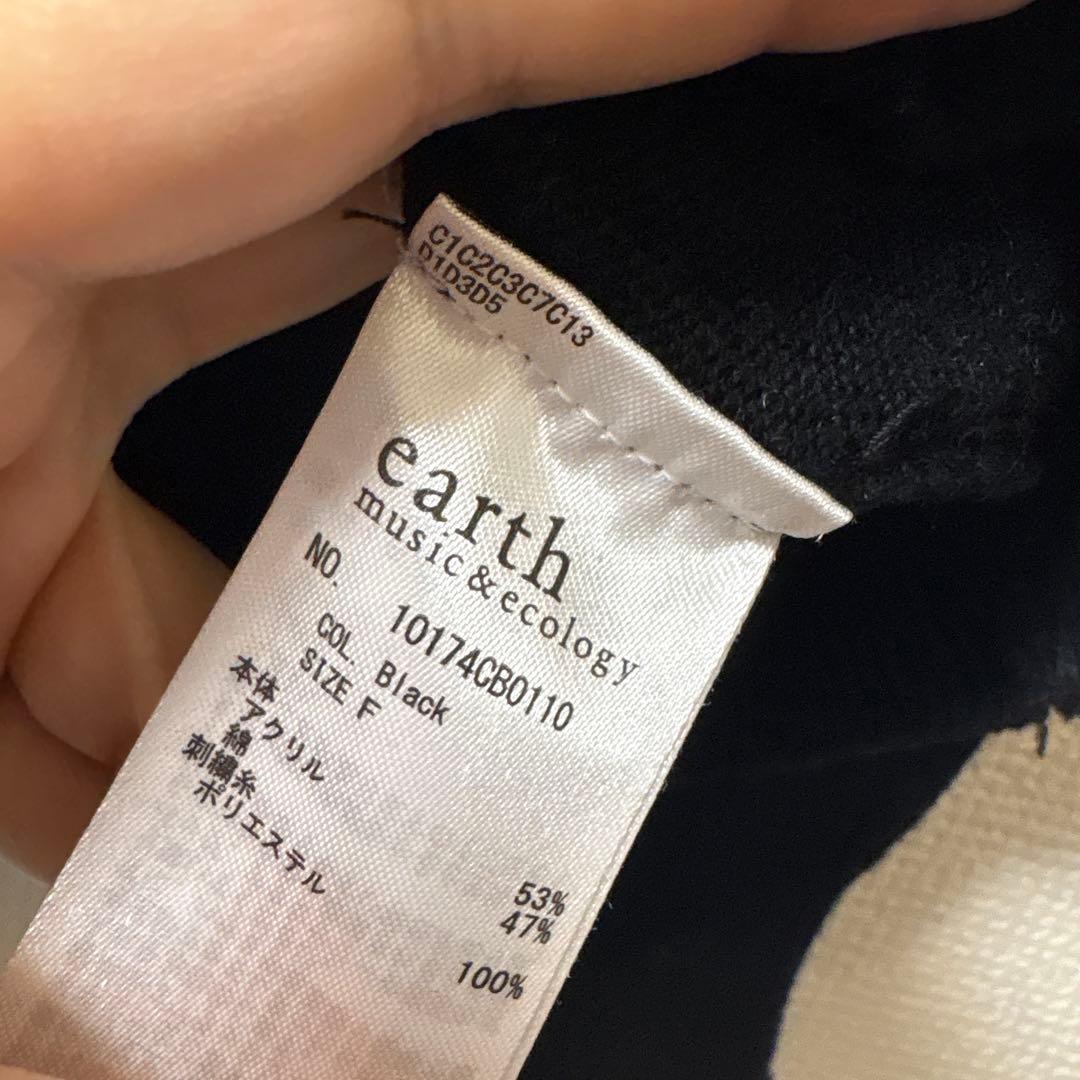 C1C2C3C7C13
D1D3D5
earth
music&ecology
NO. 10174CB0110
COL. Black
SIZE F
本体
アクリル 53%
綿 47%
刺繍糸
ポリエステル 100%